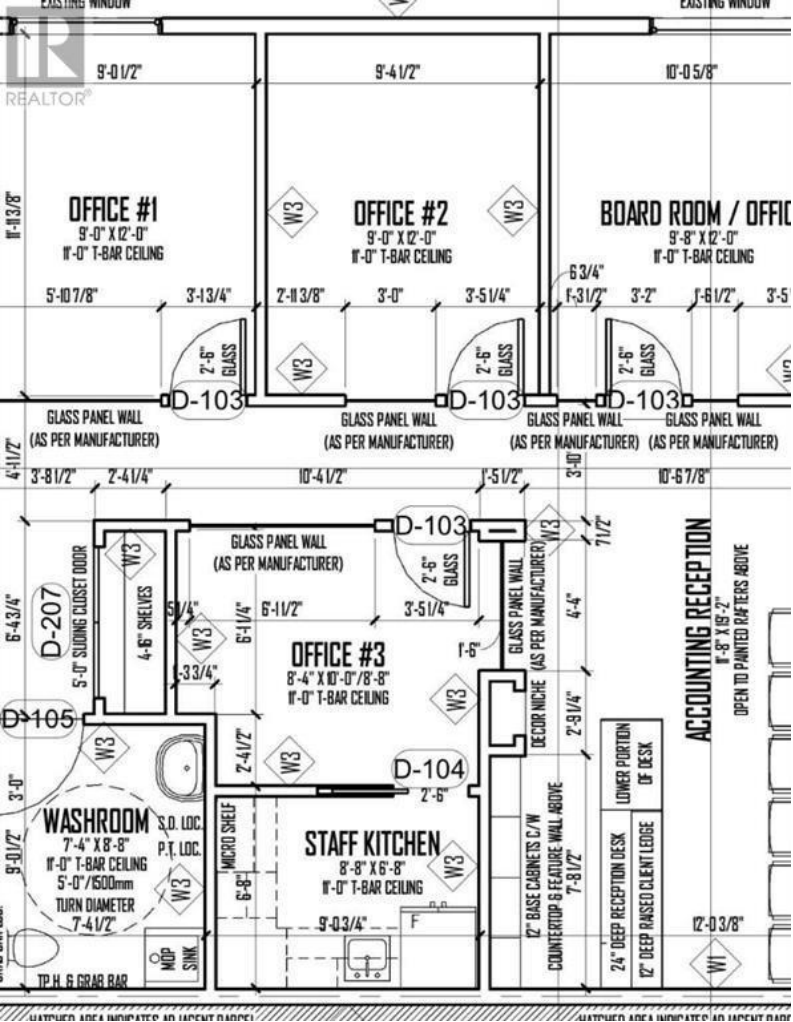 EXISTING WINDOW
EXISTING WINDOW
R
REALTOR®
9'-0 1/2"
9'-4 1/2"
10'-0 5/8"
11'-11 3/8"
OFFICE #1
9'-0" X 12'-0"
11'-0" T-BAR CEILING
W3
OFFICE #2
9'-0" X 12'-0"
11'-0" T-BAR CEILING
W3
BOARD ROOM / OFFIC
9'-8" X 12'-0"
11'-0" T-BAR CEILING
6 3/4"
5'-10 7/8"
3'-1 3/4"
2'-11 3/8"
3'-0"
3'-5 1/4"
1'-3 1/2"
3'-2"
1'-6 1/2"
3'-5
2'-6"
GLASS
W3
2'-6"
GLASS
2'-6"
GLASS
W3
D-103
D-103
D-103
GLASS PANEL WALL
(AS PER MANUFACTURER)
GLASS PANEL WALL
(AS PER MANUFACTURER)
GLASS PANEL WALL
(AS PER MANUFACTURER)
GLASS PANEL WALL
(AS PER MANUFACTURER)
4'-11 1/2"
3'-8 1/2"
2'-4 1/4"
10'-4 1/2"
1'-5 1/2"
3'-10"
10'-6 7/8"
D-103
W3
7 1/2"
GLASS PANEL WALL
(AS PER MANUFACTURER)
2'-6"
GLASS
GLASS PANEL WALL
(AS PER MANUFACTURER)
ACCOUNTING RECEPTION
11'-8" X 19'-2"
OPEN TO PAINTED RAFTERS ABOVE
6'-4 3/4"
D-207
5'-0" SLIDING CLOSET DOOR
W3
4-16" SHELVES
5 1/4"
6'-11 1/2"
6'-1 1/4"
3'-5 1/4"
4'-4
W3
1'-6"
OFFICE #3
8'-4" X 10'-0"/8'-8"
11'-0" T-BAR CEILING
1'-3 3/4"
W3
DECOR NICHE
2'-9 1/4"
D-105
W3
2'-4 1/2"
W3
D-104
2'-6"
LOWER PORTION
OF DESK
3'-0"
9'-0 1/2"
WASHROOM
7'-4" X 8'-8"
11'-0" T-BAR CEILING
5'-0"/1500mm
TURN DIAMETER
7'-4 1/2"
S.D. LOC.
P.T. LOC.
W3
MICRO SHELF
6'-8"
STAFF KITCHEN
8'-8" X 6'-8"
11'-0" T-BAR CEILING
W3
9'-0 3/4"
F
12" BASE CABINETS C/W
COUNTERTOP & FEATURE WALL ABOVE
7'-8 1/2"
24" DEEP RECEPTION DESK
12" DEEP RAISED CLIENT LEDGE
12'-0 3/8"
W1
MOP
SINK
T.P.H. & GRAB BAR
HATCHED AREA INDICATES ADJACENT PARCEL
HATCHED AREA INDICATES ADJACENT PARC